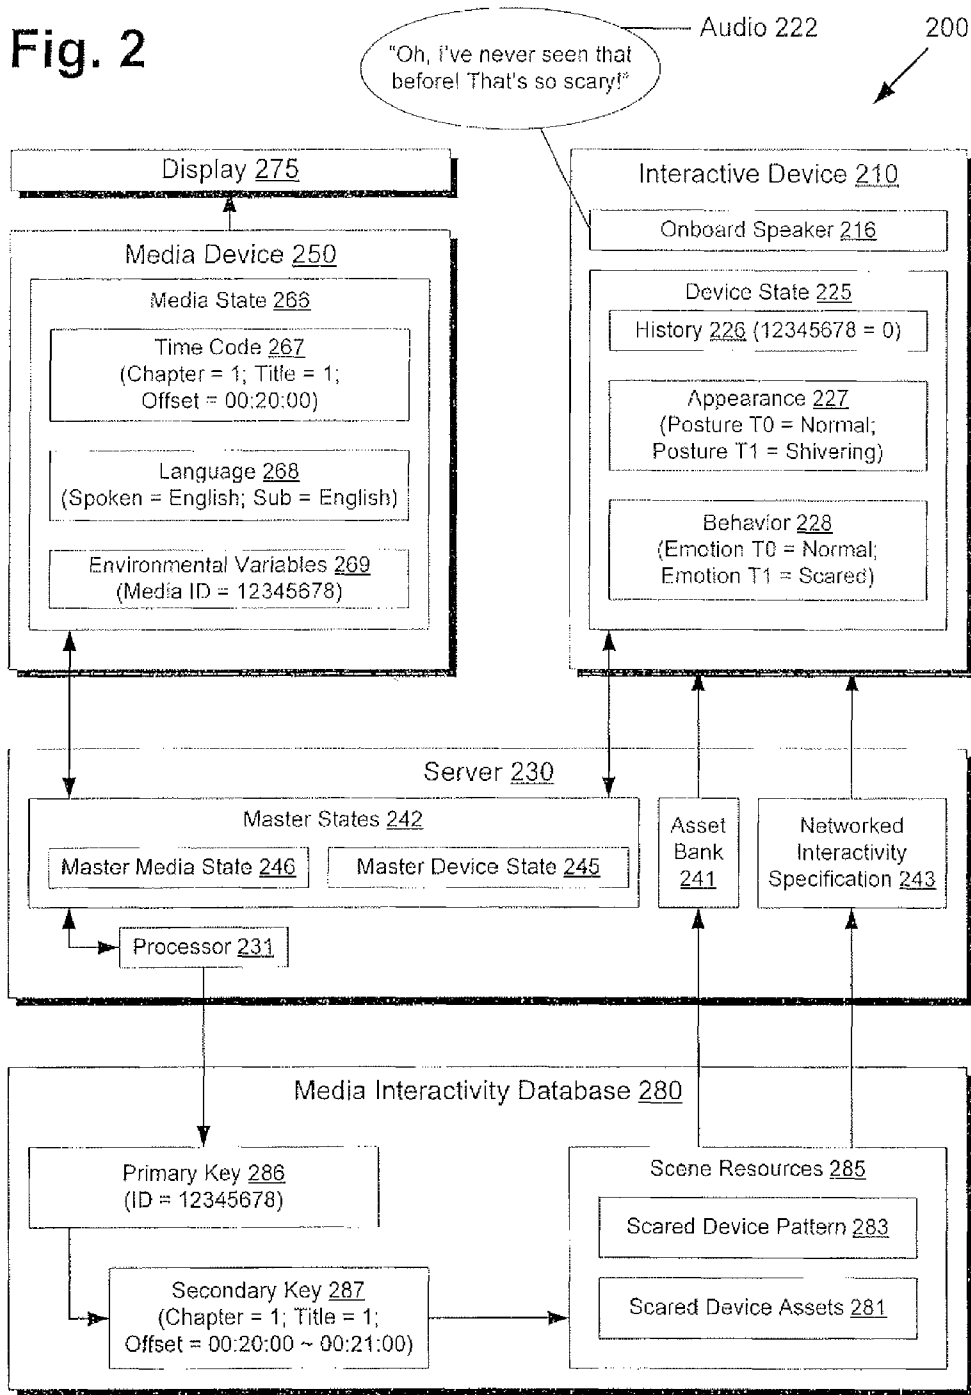 Fig. 2
Audio 222
200
"Oh, I've never seen that
before! That's so scary!"
Display 275
Media Device 250
Media State 266
Time Code 267
(Chapter = 1; Title = 1;
Offset = 00:20:00)
Language 268
(Spoken = English; Sub = English)
Environmental Variables 269
(Media ID = 12345678)
Interactive Device 210
Onboard Speaker 216
Device State 225
History 226 (12345678 = 0)
Appearance 227
(Posture T0 = Normal;
Posture T1 = Shivering)
Behavior 228
(Emotion T0 = Normal;
Emotion T1 = Scared)
Server 230
Master States 242
Master Media State 246
Master Device State 245
Processor 231
Asset
Bank
241
Networked
Interactivity
Specification 243
Media Interactivity Database 280
Primary Key 286
(ID = 12345678)
Secondary Key 287
(Chapter = 1; Title = 1;
Offset = 00:20:00 ~ 00:21:00)
Scene Resources 285
Scared Device Pattern 283
Scared Device Assets 281